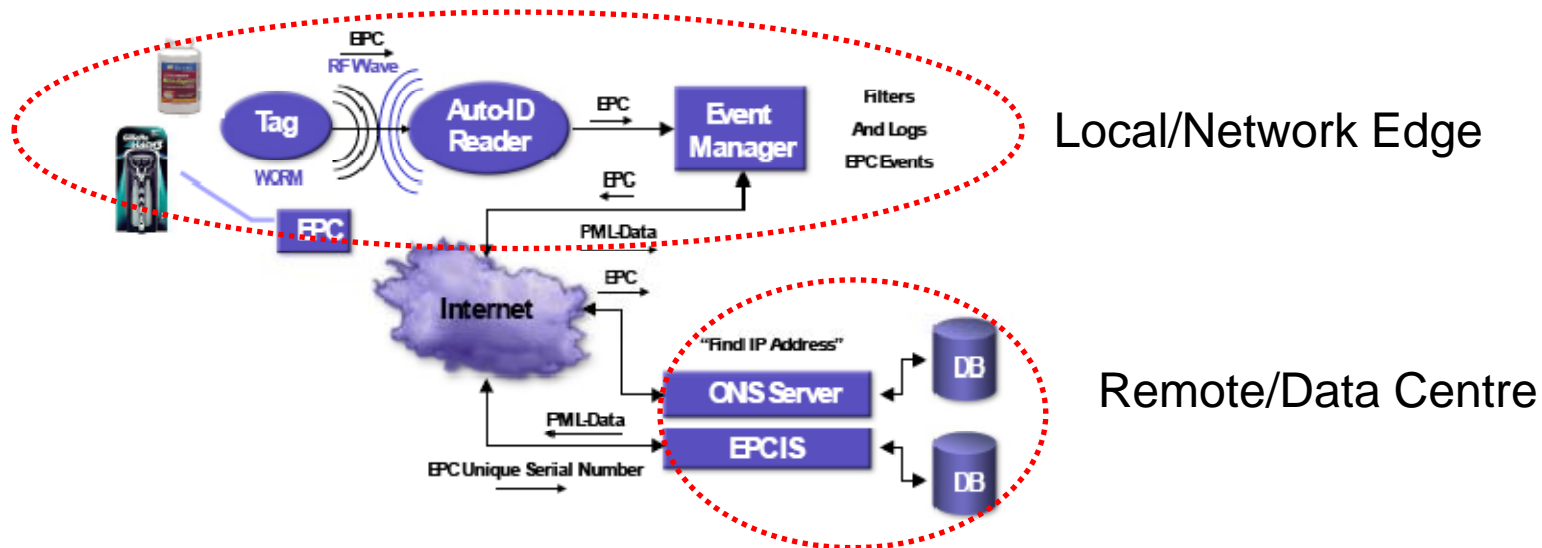 EPC
RF Wave
Tag
WORM
Auto-ID
Reader
EPC
Event
Manager
Filters
And Logs
EPC Events
Local/Network Edge
EPC
EPC
PML-Data
EPC
Internet
"Find IP Address"
ONS Server
DB
Remote/Data Centre
PML-Data
EPCIS
EPC Unique Serial Number
DB